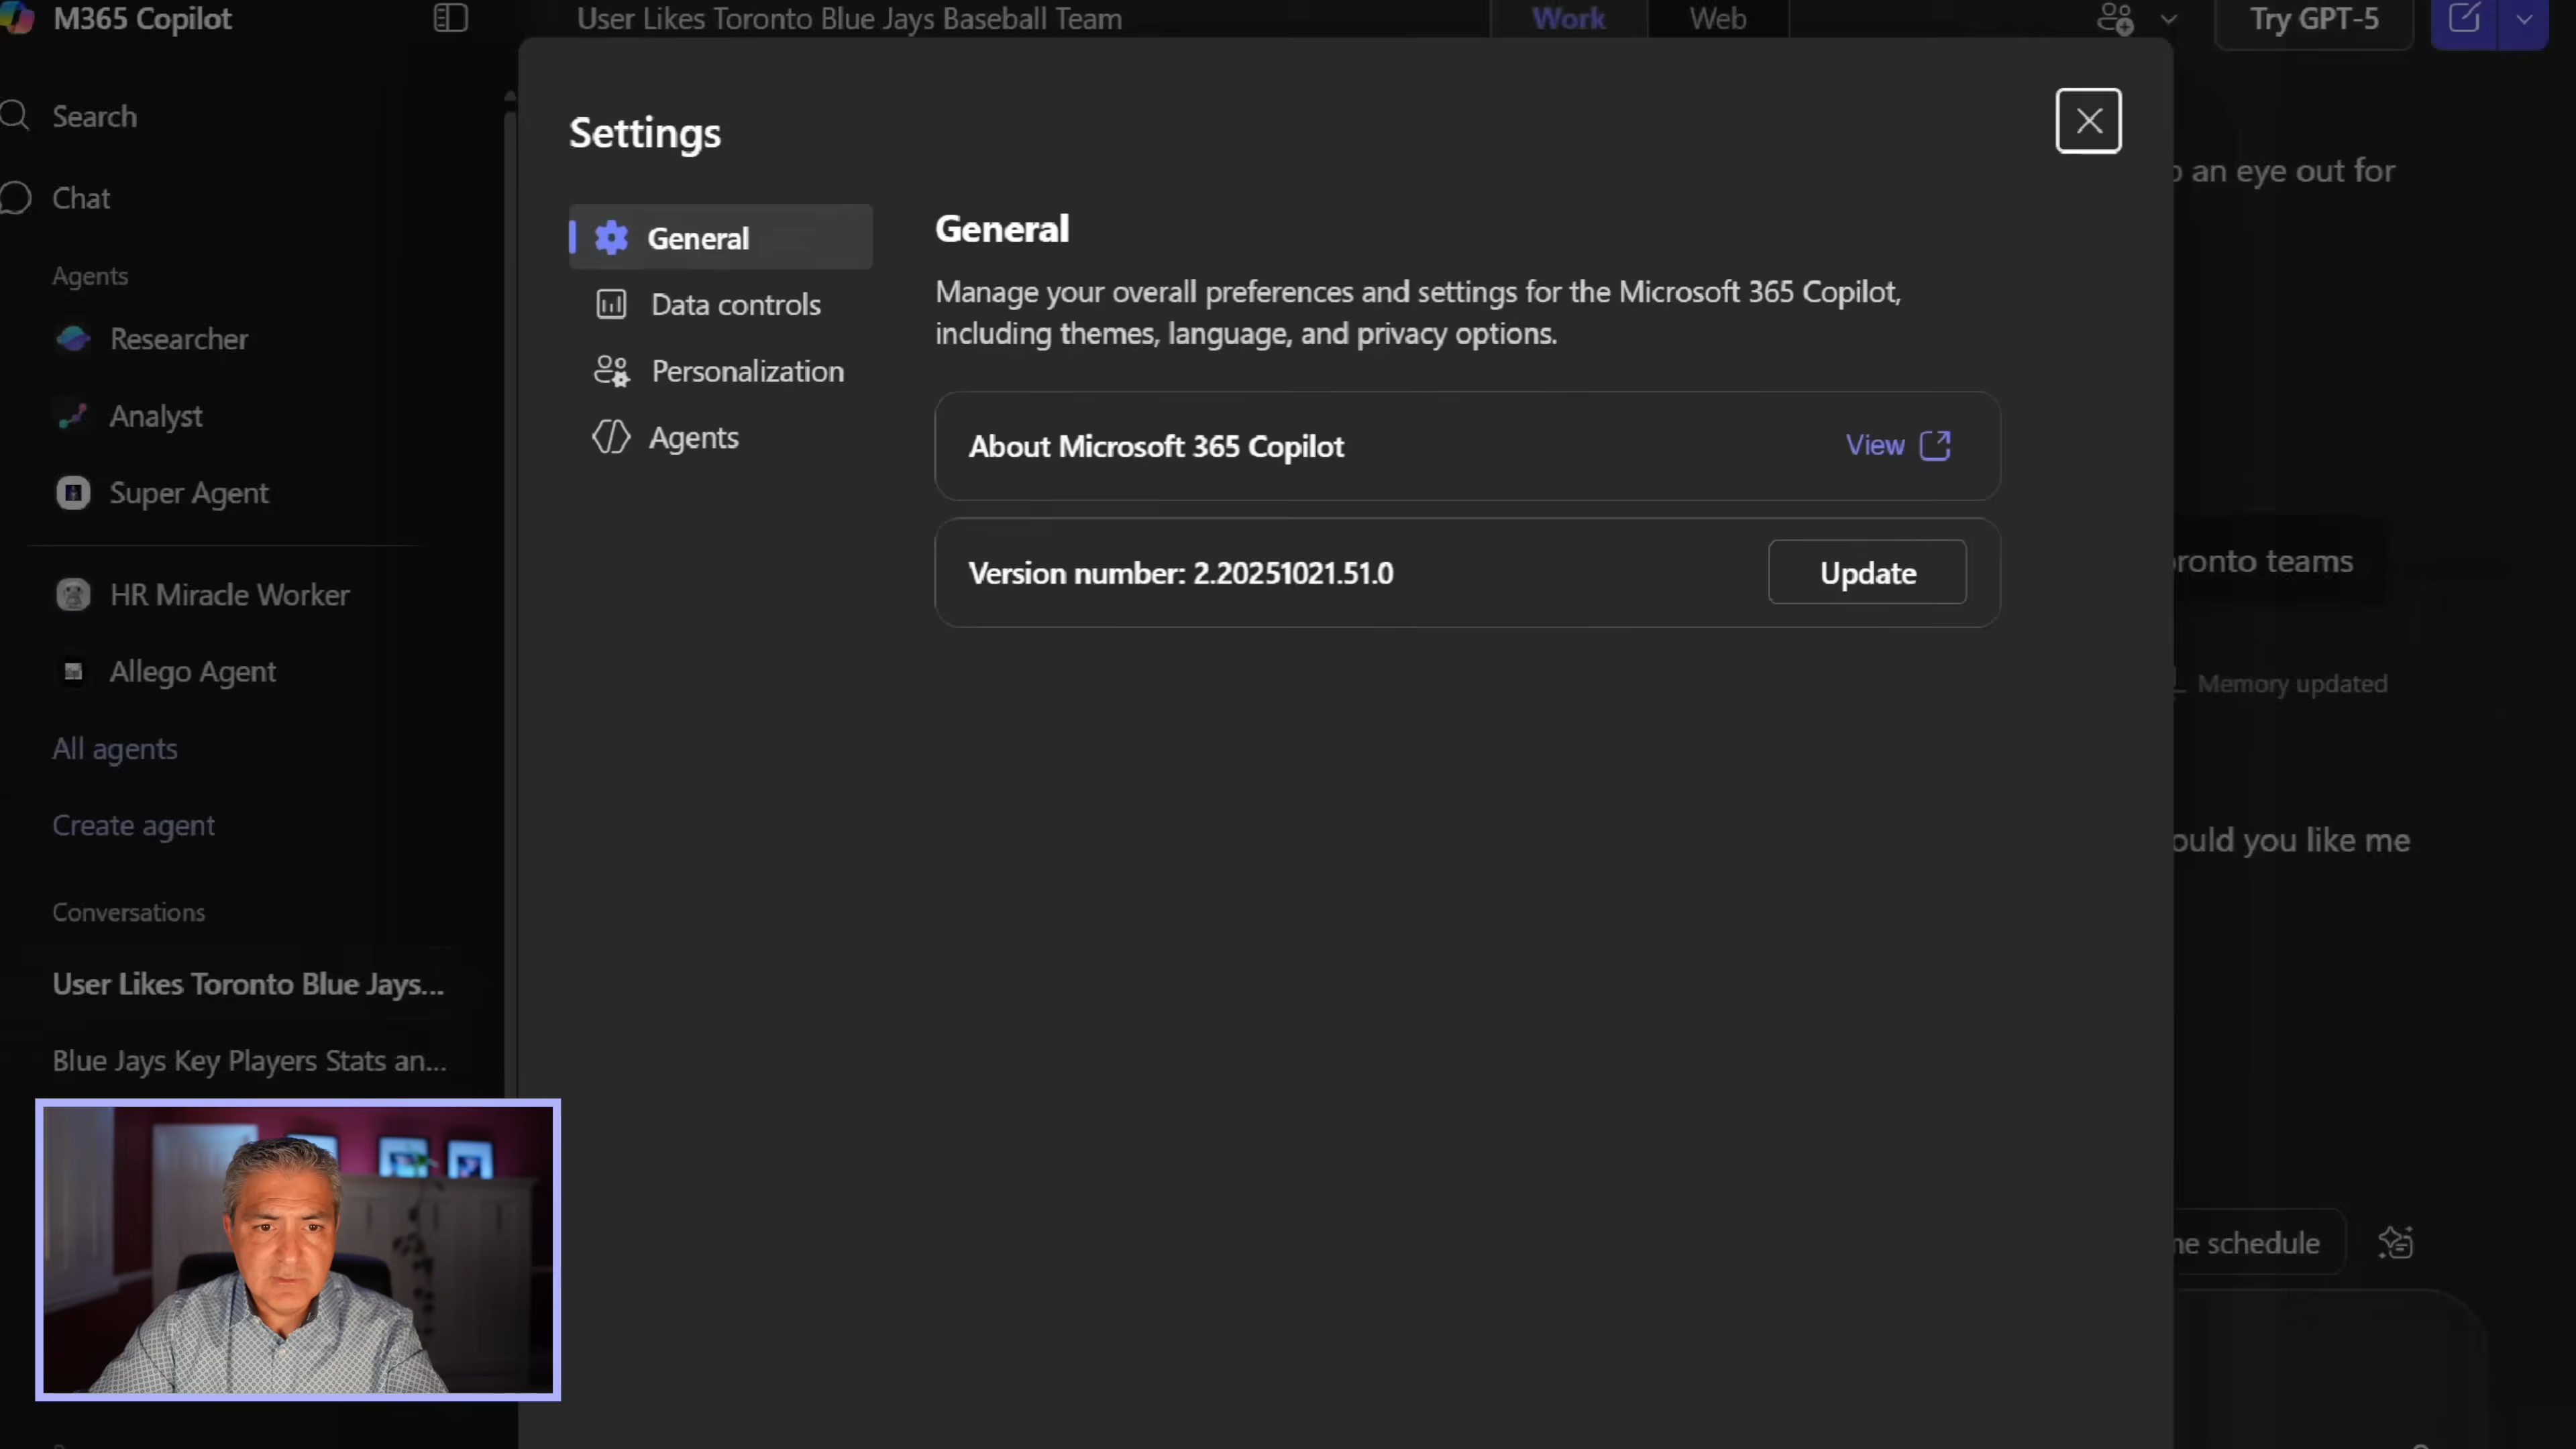 M365 Copilot
User Likes Toronto Blue Jays Baseball Team
Work
Web
Try GPT-5
Search
Chat
Agents
Researcher
Analyst
Super Agent
HR Miracle Worker
Allego Agent
All agents
Create agent
Conversations
User Likes Toronto Blue Jays...
Blue Jays Key Players Stats an...
Settings
General
Data controls
Personalization
Agents
General
Manage your overall preferences and settings for the Microsoft 365 Copilot,
including themes, language, and privacy options.
About Microsoft 365 Copilot
View
Version number: 2.20251021.51.0
Update
an eye out for
teams
Memory updated
you like me
schedule